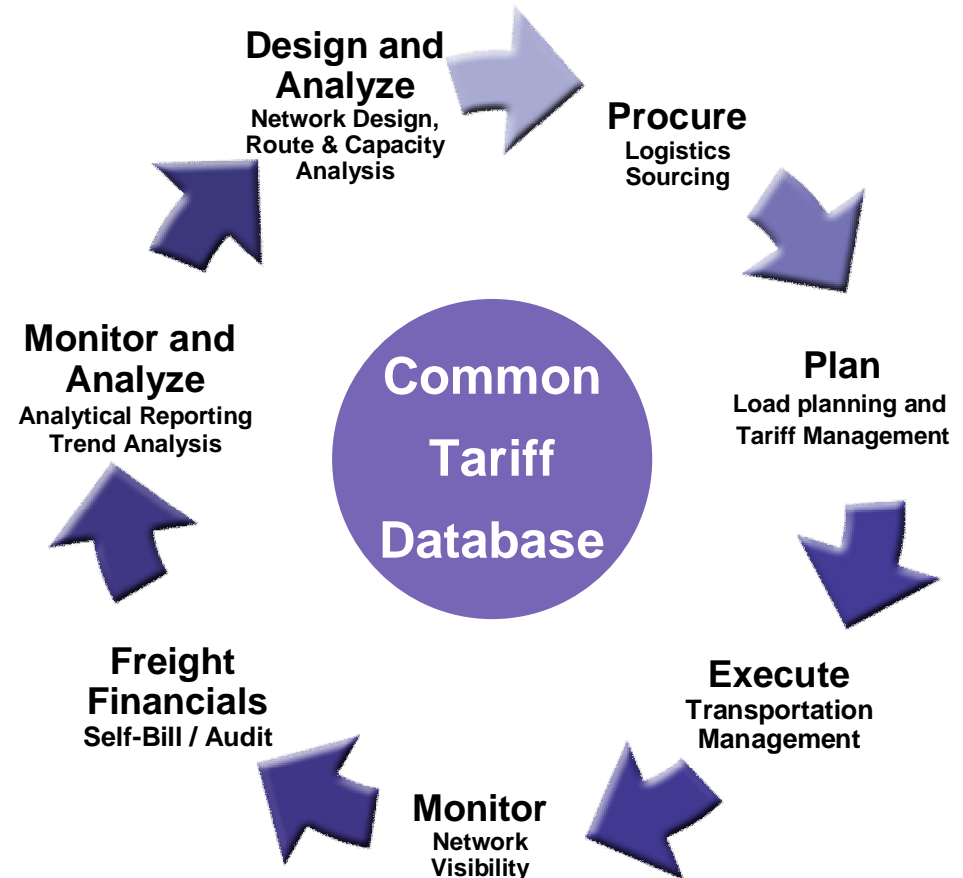 Design and
Analyze
Network Design,
Route & Capacity
Analysis
Procure
Logistics
Sourcing
Plan
Load planning and
Tariff Management
Execute
Transportation
Management
Monitor
Network
Visibility
Freight
Financials
Self-Bill / Audit
Monitor and
Analyze
Analytical Reporting
Trend Analysis
Common
Tariff
Database